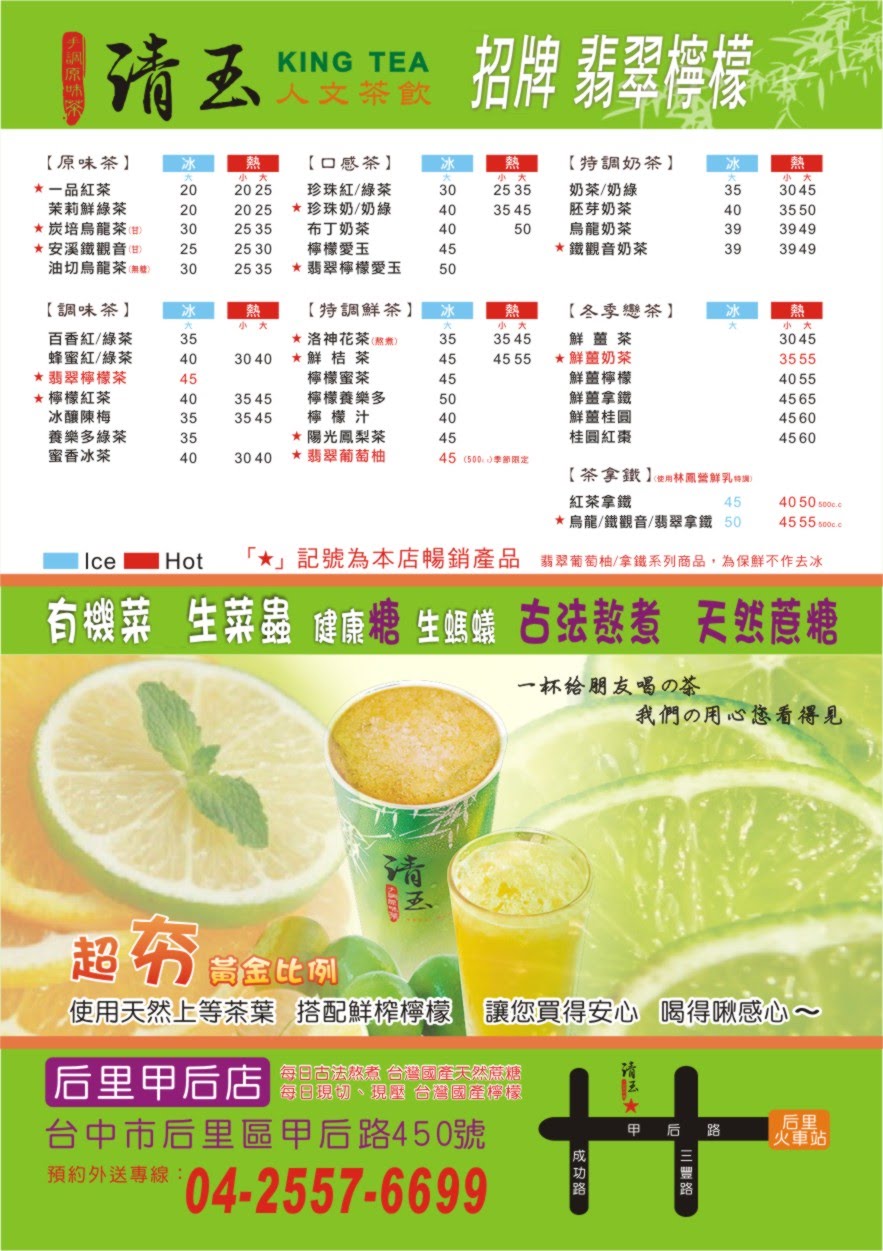 手調原味茶 清玉 KING TEA 人文茶飲 招牌 翡翠檸檬
【原味茶】 冰 熱
大 小 大
★ 一品紅茶 20 20 25
茉莉鮮綠茶 20 20 25
★ 炭培烏龍茶(甘) 30 25 35
★ 安溪鐵觀音(甘) 25 25 30
油切烏龍茶(無糖) 30 25 35
【口感茶】 冰 熱
大 小 大
珍珠紅/綠茶 30 25 35
★ 珍珠奶/奶綠 40 35 45
布丁奶茶 40 50
檸檬愛玉 45
★ 翡翠檸檬愛玉 50
【特調奶茶】 冰 熱
大 小 大
奶茶/奶綠 35 30 45
胚芽奶茶 40 35 50
烏龍奶茶 39 39 49
★ 鐵觀音奶茶 39 39 49
【調味茶】 冰 熱
大 小 大
百香紅/綠茶 35
蜂蜜紅/綠茶 40 30 40
★ 翡翠檸檬茶 45
★ 檸檬紅茶 40 35 45
冰釀陳梅 35 35 45
養樂多綠茶 35
蜜香冰茶 40 30 40
【特調鮮茶】 冰 熱
大 小 大
★ 洛神花茶(熬煮) 35 35 45
★ 鮮桔茶 45 45 55
檸檬蜜茶 45
檸檬養樂多 50
檸檬汁 40
★ 陽光鳳梨茶 45
★ 翡翠葡萄柚 45 (500c.c)季節限定
【冬季戀茶】 冰 熱
大 小 大
鮮薑茶 30 45
★ 鮮薑奶茶 35 55
鮮薑檸檬 40 55
鮮薑拿鐵 45 65
鮮薑桂圓 45 60
桂圓紅棗 45 60
【茶拿鐵】(使用林鳳營鮮乳特調)
紅茶拿鐵 45 40 50 500c.c
★ 烏龍/鐵觀音/翡翠拿鐵 50 45 55 500c.c
Ice Hot 「★」記號為本店暢銷產品 翡翠葡萄柚/拿鐵系列商品，為保鮮不作去冰
有機菜 生菜蟲 健康糖 生螞蟻 古法熬煮 天然蔗糖
一杯給朋友喝の茶
我們の用心您看得見
清玉
手調原味茶
超夯 黃金比例
使用天然上等茶葉 搭配鮮榨檸檬 讓您買得安心 喝得啾感心～
后里甲后店
每日古法熬煮 台灣國產天然蔗糖
每日現切、現壓 台灣國產檸檬
台中市后里區甲后路450號
預約外送專線：04-2557-6699
清玉
★
甲后路
后里火車站
成功路
三豐路